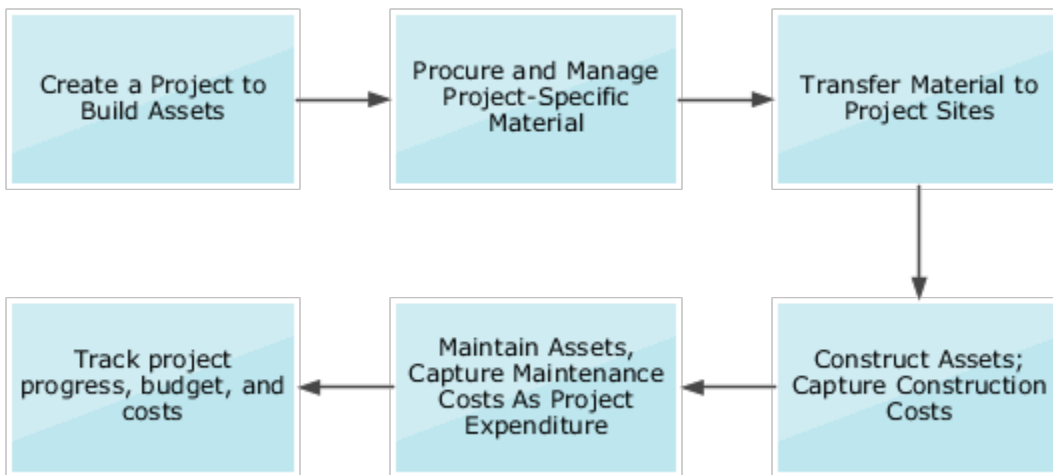 Create a Project to
Build Assets
Procure and Manage
Project-Specific
Material
Transfer Material to
Project Sites
Construct Assets;
Capture Construction
Costs
Maintain Assets,
Capture Maintenance
Costs As Project
Expenditure
Track project
progress, budget, and
costs